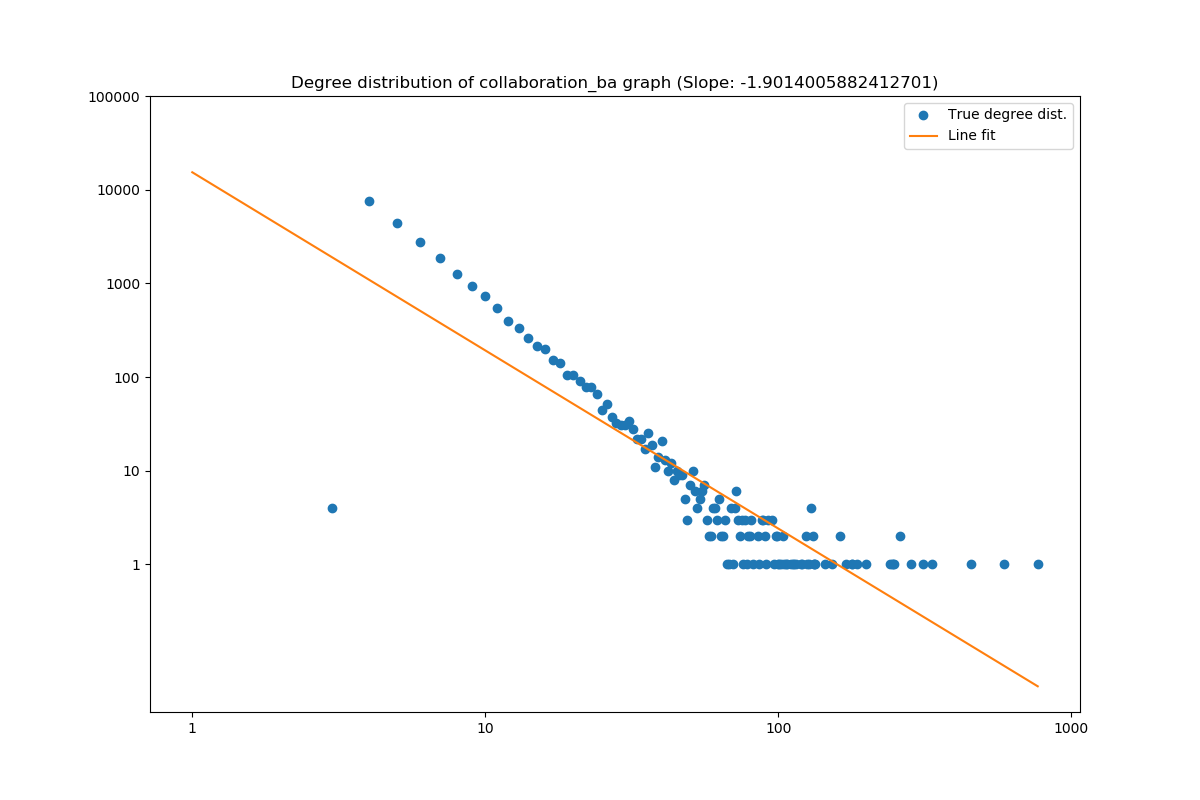 Degree distribution of collaboration_ba graph (Slope: -1.9014005882412701)
True degree dist.
Line fit
100000
10000
1000
100
10
1
1 10 100 1000